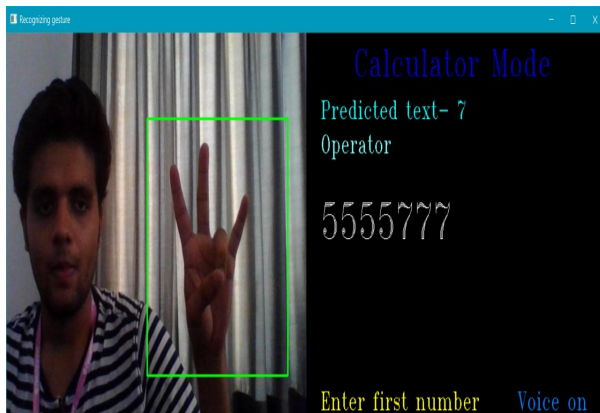 Recognizing gesture
Calculator Mode
Predicted text- 7
Operator
5555777
Enter first number
Voice on